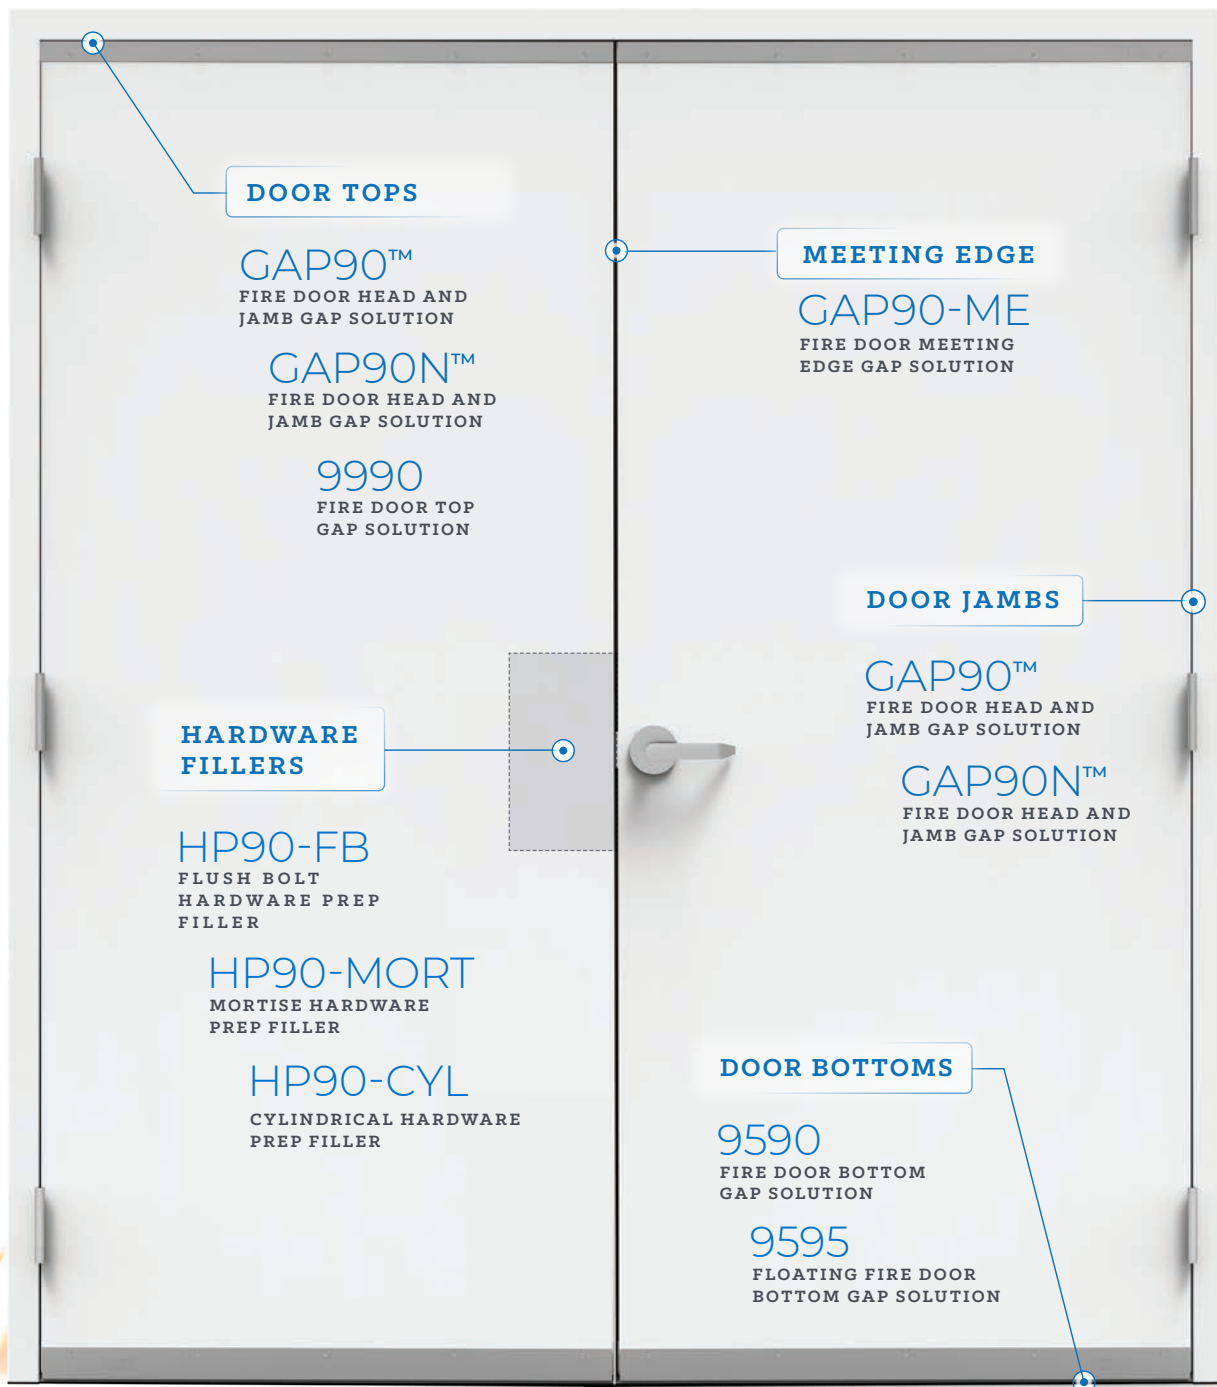 DOOR TOPS
GAP90™
FIRE DOOR HEAD AND
JAMB GAP SOLUTION
GAP90N™
FIRE DOOR HEAD AND
JAMB GAP SOLUTION
9990
FIRE DOOR TOP
GAP SOLUTION
MEETING EDGE
GAP90-ME
FIRE DOOR MEETING
EDGE GAP SOLUTION
DOOR JAMBS
GAP90™
FIRE DOOR HEAD AND
JAMB GAP SOLUTION
GAP90N™
FIRE DOOR HEAD AND
JAMB GAP SOLUTION
HARDWARE
FILLERS
HP90-FB
FLUSH BOLT
HARDWARE PREP
FILLER
HP90-MORT
MORTISE HARDWARE
PREP FILLER
HP90-CYL
CYLINDRICAL HARDWARE
PREP FILLER
DOOR BOTTOMS
9590
FIRE DOOR BOTTOM
GAP SOLUTION
9595
FLOATING FIRE DOOR
BOTTOM GAP SOLUTION